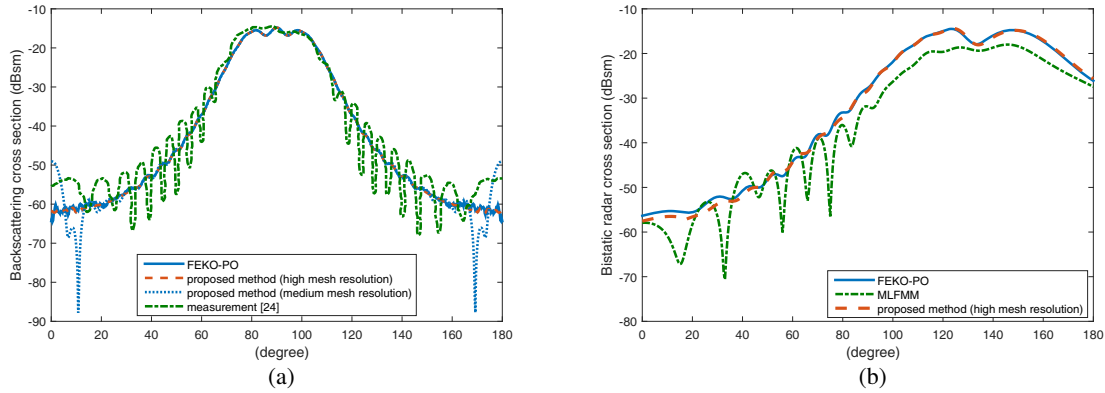 -10
-20
-30
-40
-50
-60
-70
-80
-90
Backscattering cross section (dBsm)
0 20 40 60 80 100 120 140 160 180
(degree)
FEKO-PO
proposed method (high mesh resolution)
proposed method (medium mesh resolution)
measurement [24]
(a)
-10
-20
-30
-40
-50
-60
-70
-80
Bistatic radar cross section (dBsm)
0 20 40 60 80 100 120 140 160 180
(degree)
FEKO-PO
MLFMM
proposed method (high mesh resolution)
(b)